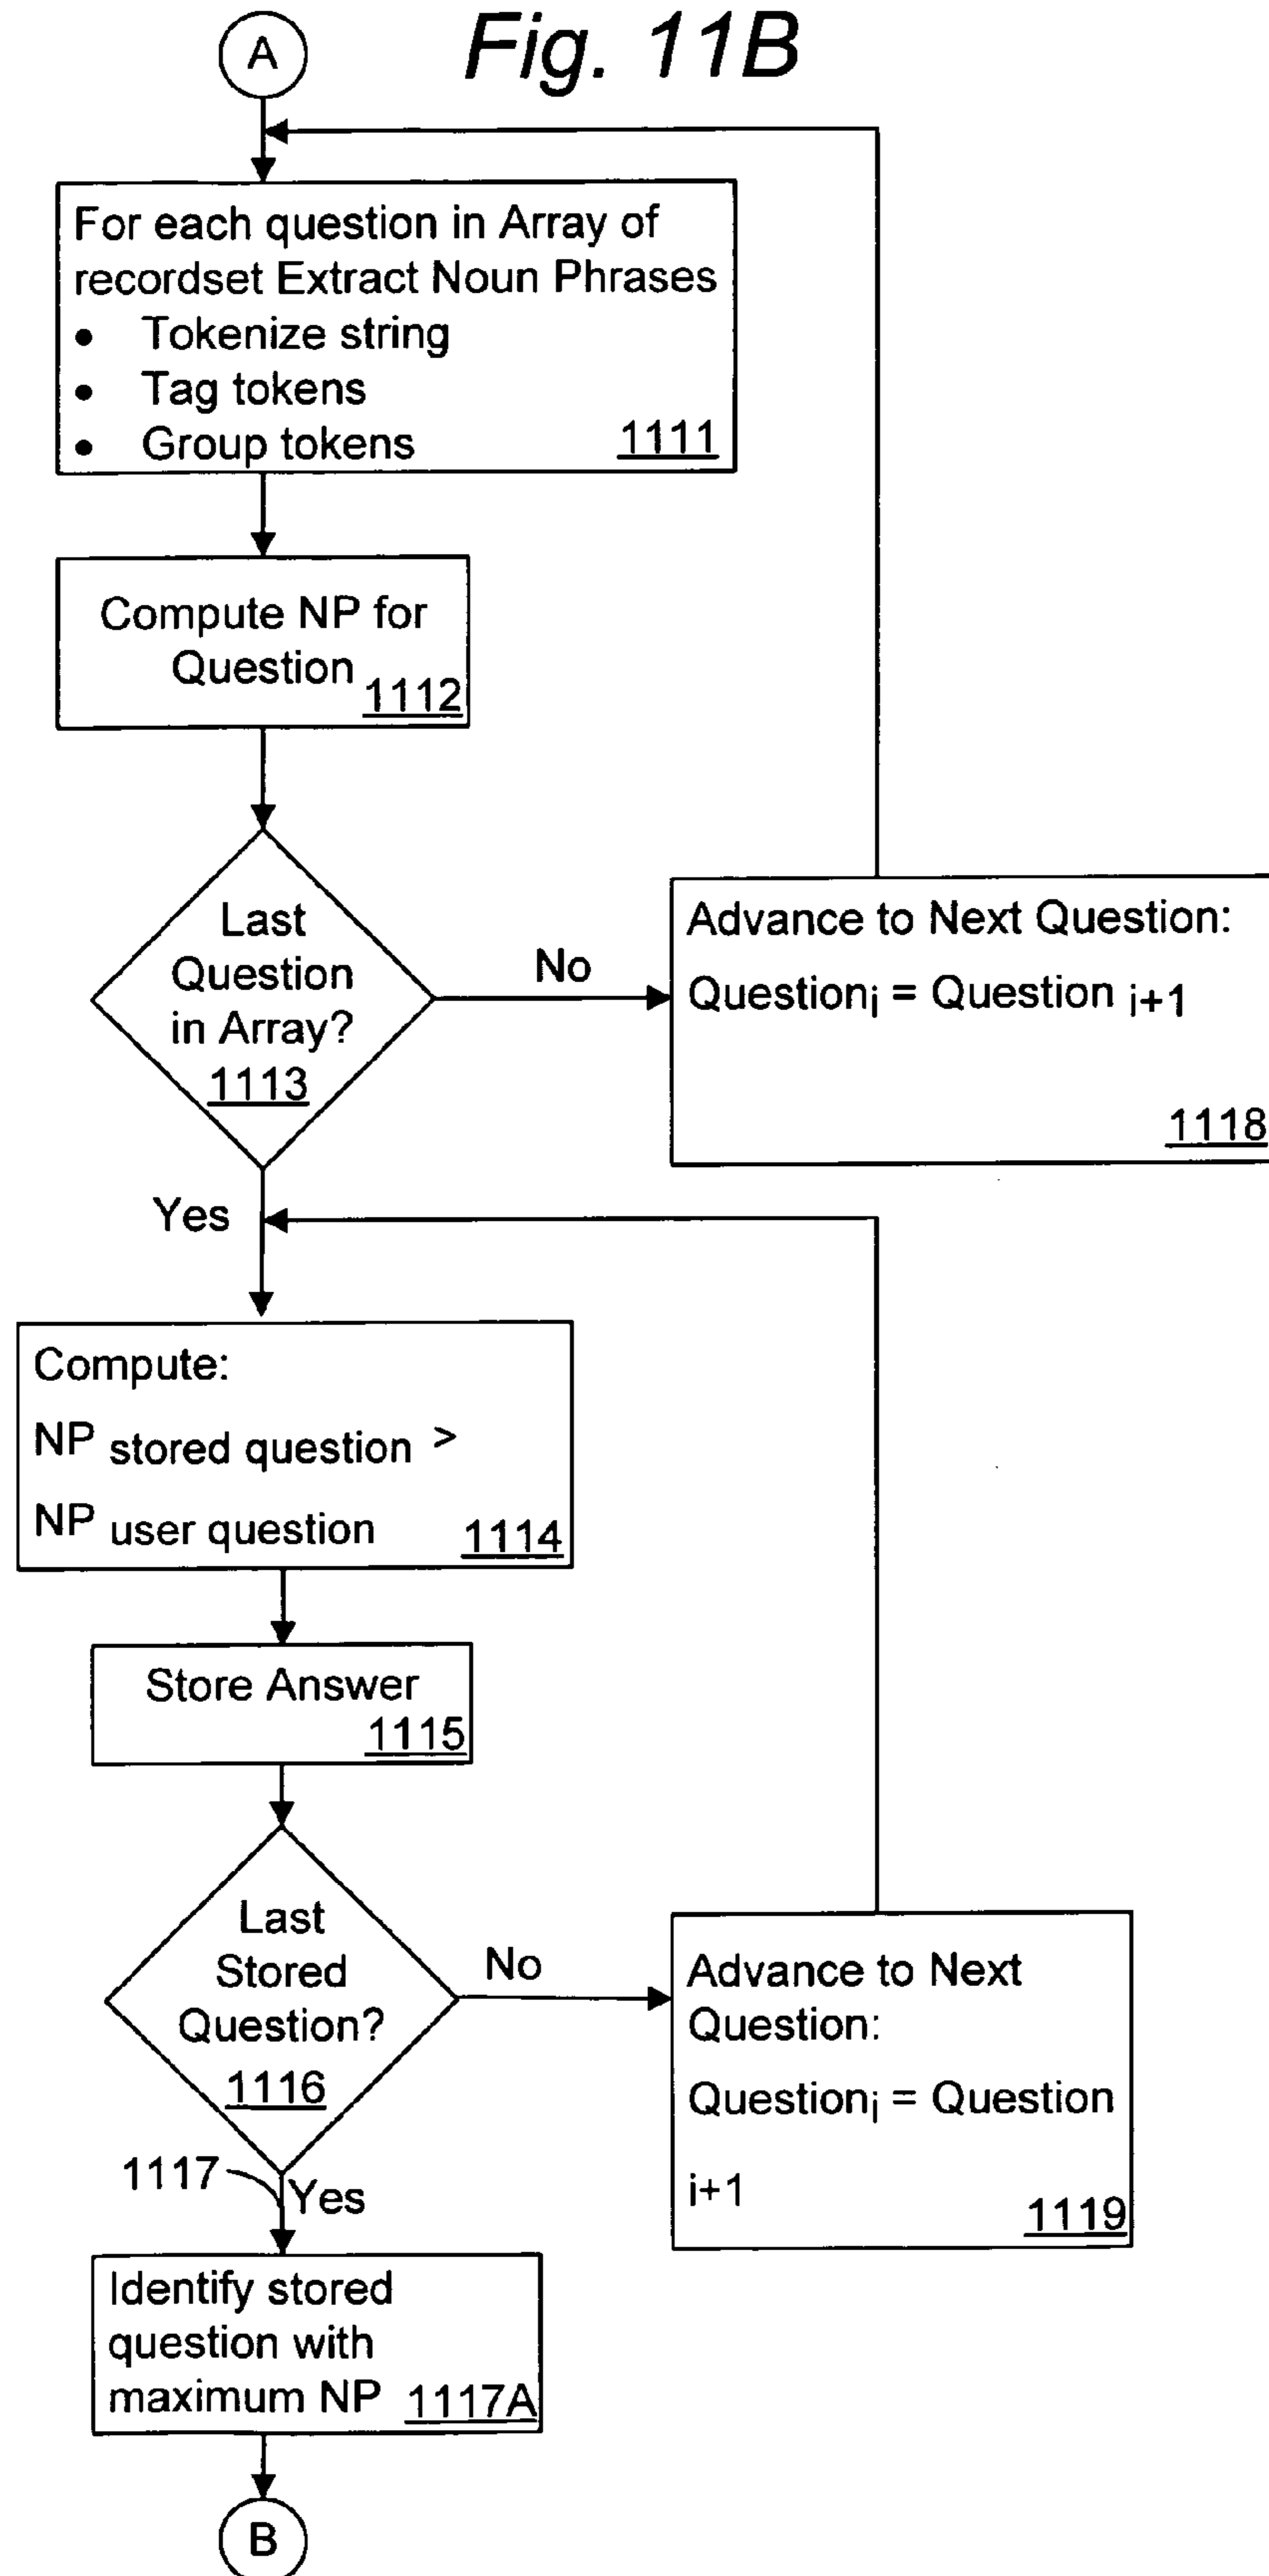 A
Fig. 11B
For each question in Array of
recordset Extract Noun Phrases
• Tokenize string
• Tag tokens
• Group tokens
1111
Compute NP for
Question
1112
Last
Question
in Array?
1113
No
Advance to Next Question:
Questioni = Question i+1
1118
Yes
Compute:
NP stored question >
NP user question
1114
Store Answer
1115
Last
Stored
Question?
1116
No
Advance to Next
Question:
Questioni = Question
i+1
1119
1117
Yes
Identify stored
question with
maximum NP
1117A
B